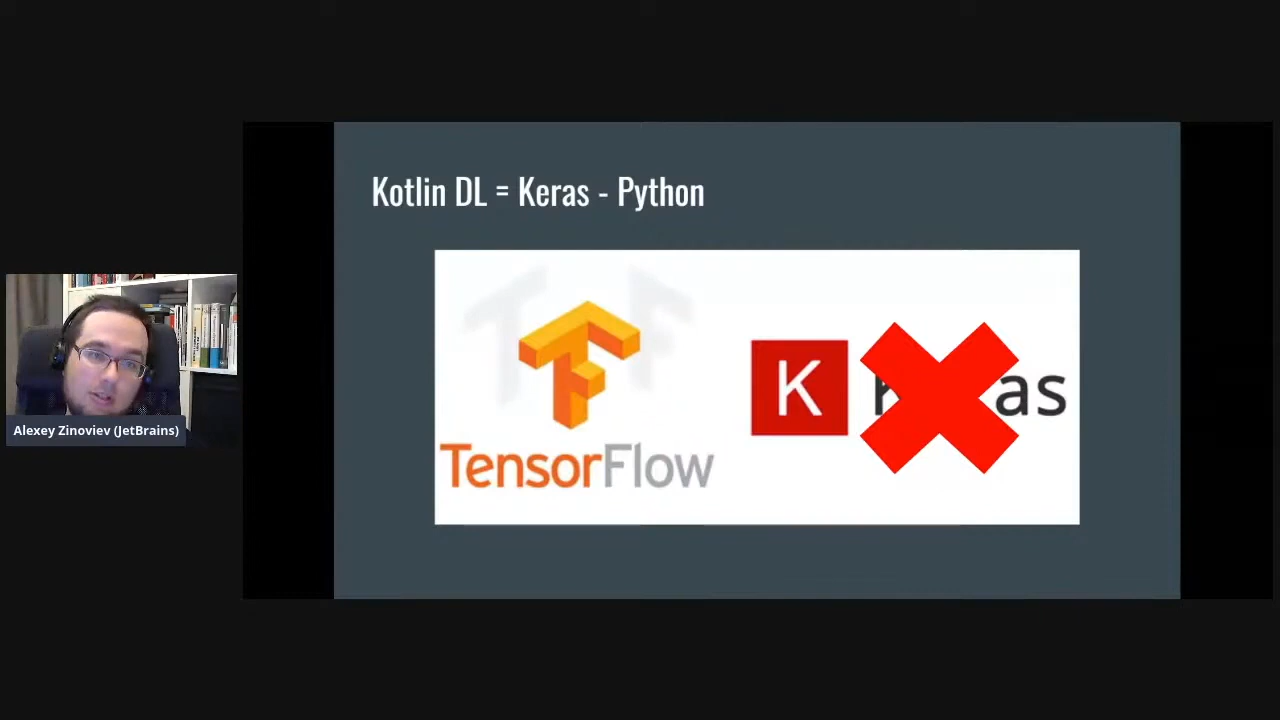 Kotlin DL = Keras - Python
TensorFlow
K
as
Alexey Zinoviev (JetBrains)